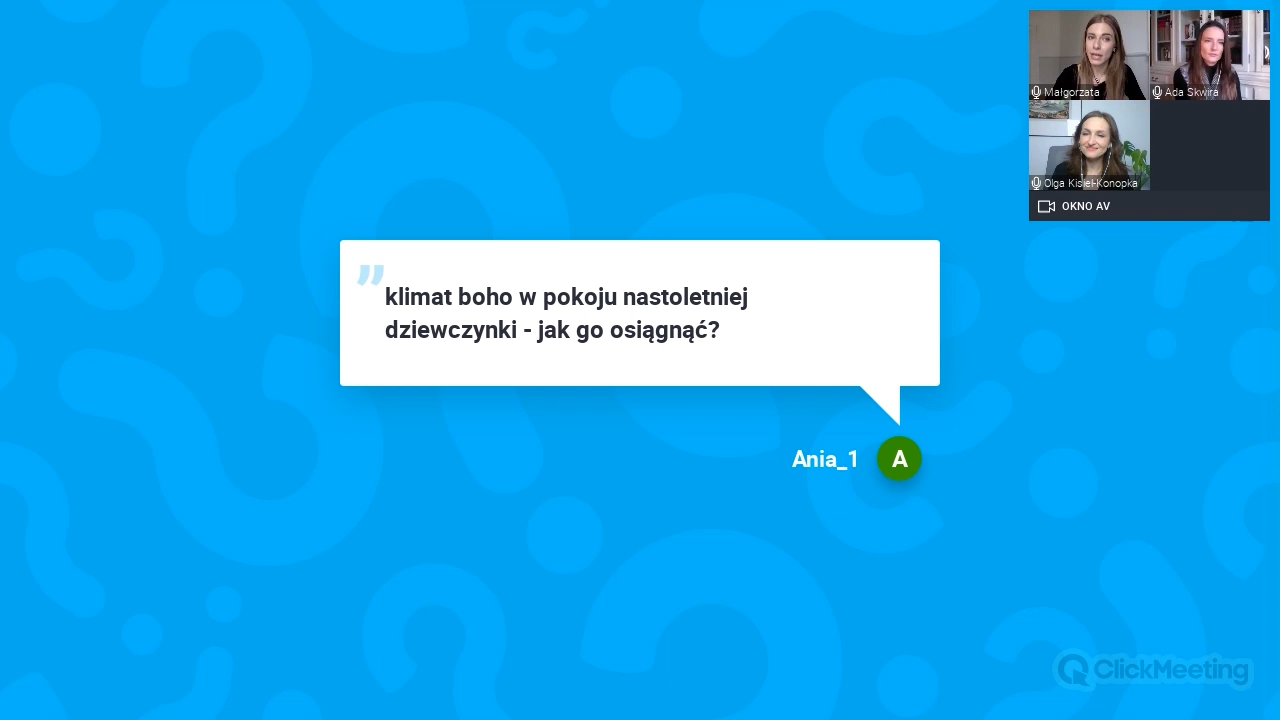 Małgorzata
Ada Skwira
Olga Kisiel-Konopka
OKNO AV
klimat boho w pokoju nastoletniej
dziewczynki - jak go osiągnąć?
Ania_1
A
ClickMeeting